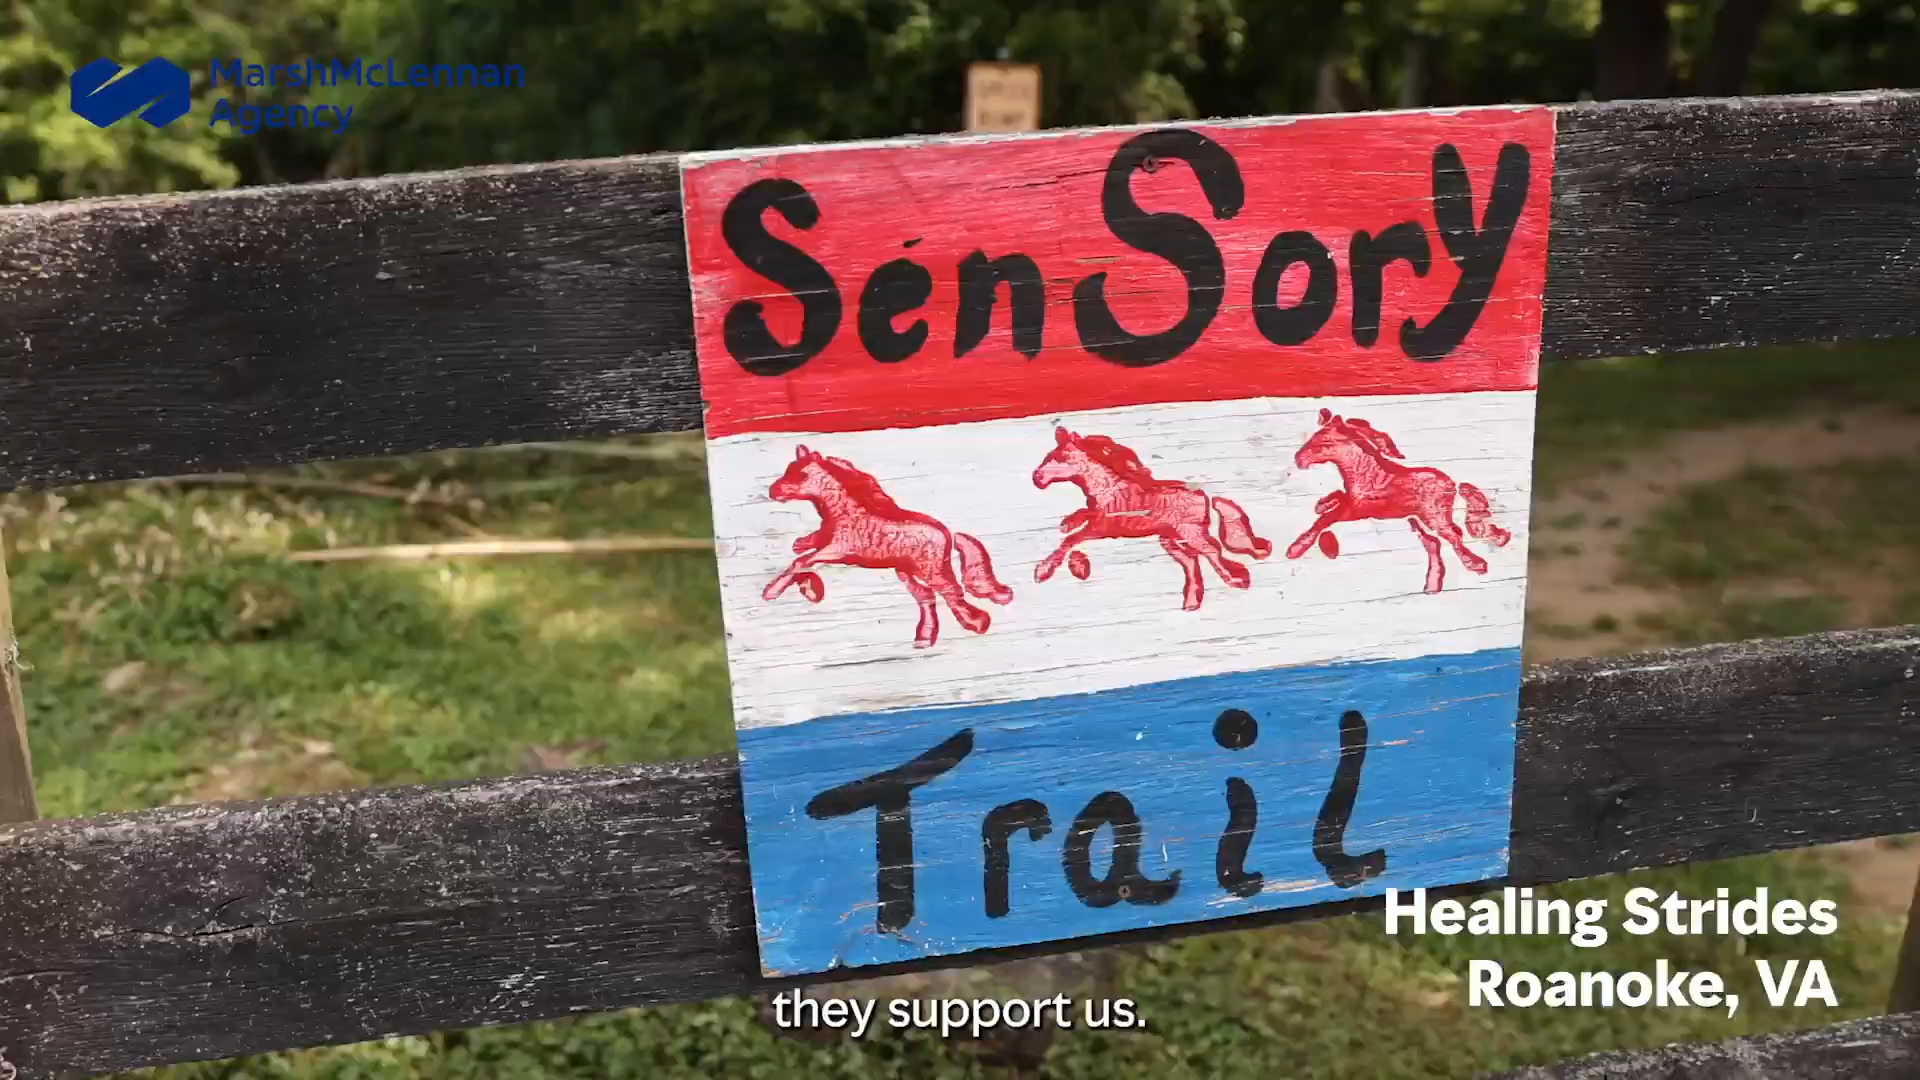 MarshMcLennan
Agency
SenSory
Trail
Healing Strides
Roanoke, VA
they support us.